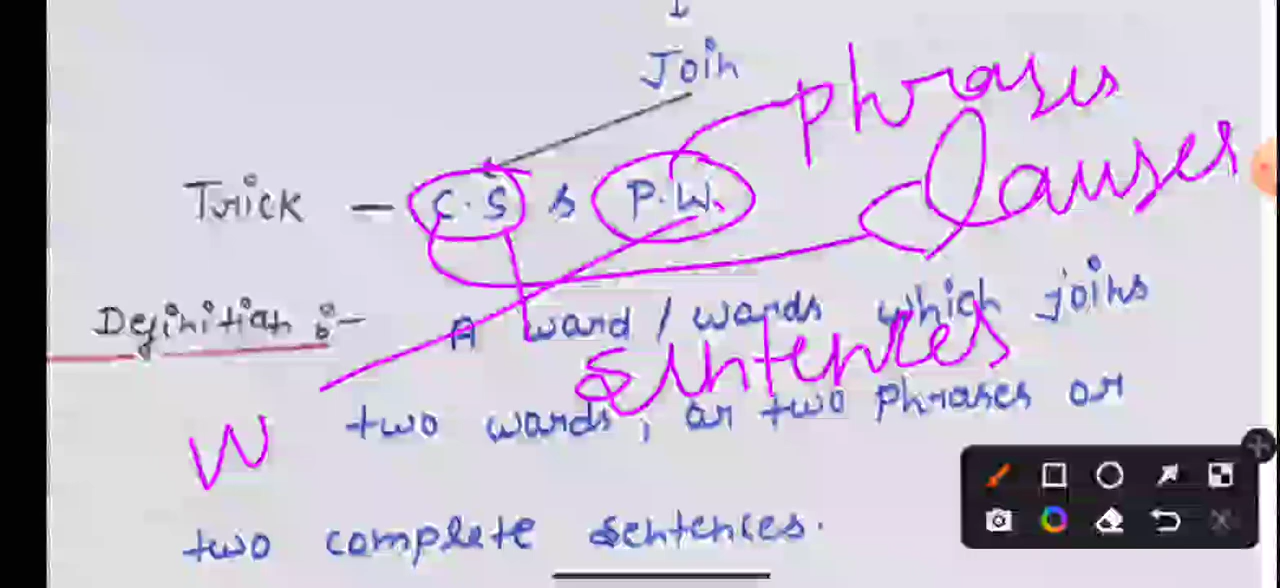 Join
phrases
Clauses
Trick — C.S & P.W.
Definition :- A word / words which joins
Sentences
W two words, or two phrases or
two complete sentences.